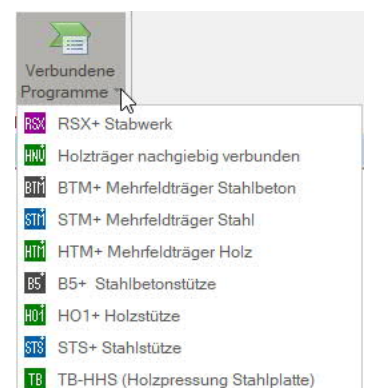 Verbundene
Programme
RSX RSX+ Stabwerk
HNV Holzträger nachgiebig verbunden
BTM BTM+ Mehrfeldträger Stahlbeton
STM STM+ Mehrfeldträger Stahl
HTM HTM+ Mehrfeldträger Holz
B5 B5+ Stahlbetonstütze
HO1 HO1+ Holzstütze
STS STS+ Stahlstütze
TB TB-HHS (Holzpressung Stahlplatte)